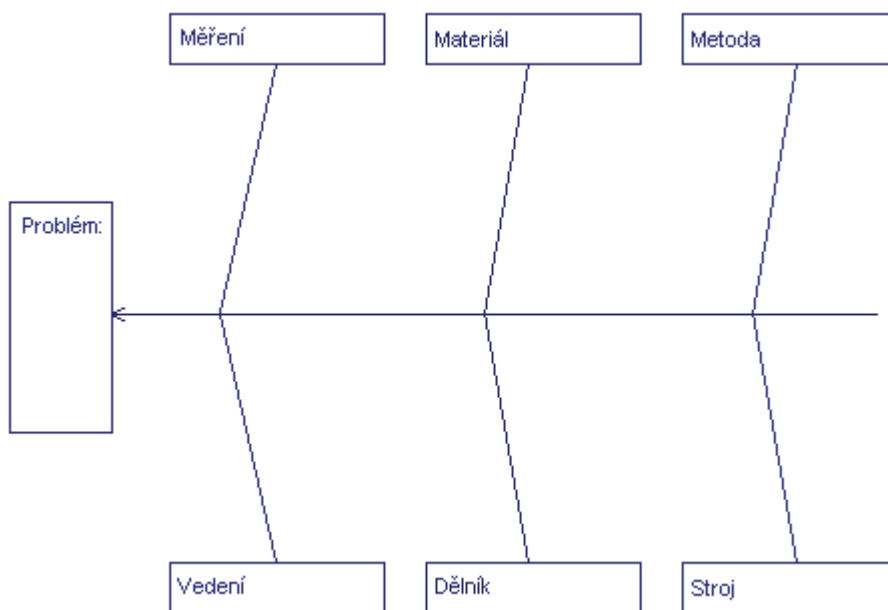 Měření
Materiál
Metoda
Problém:
Vedení
Dělník
Stroj